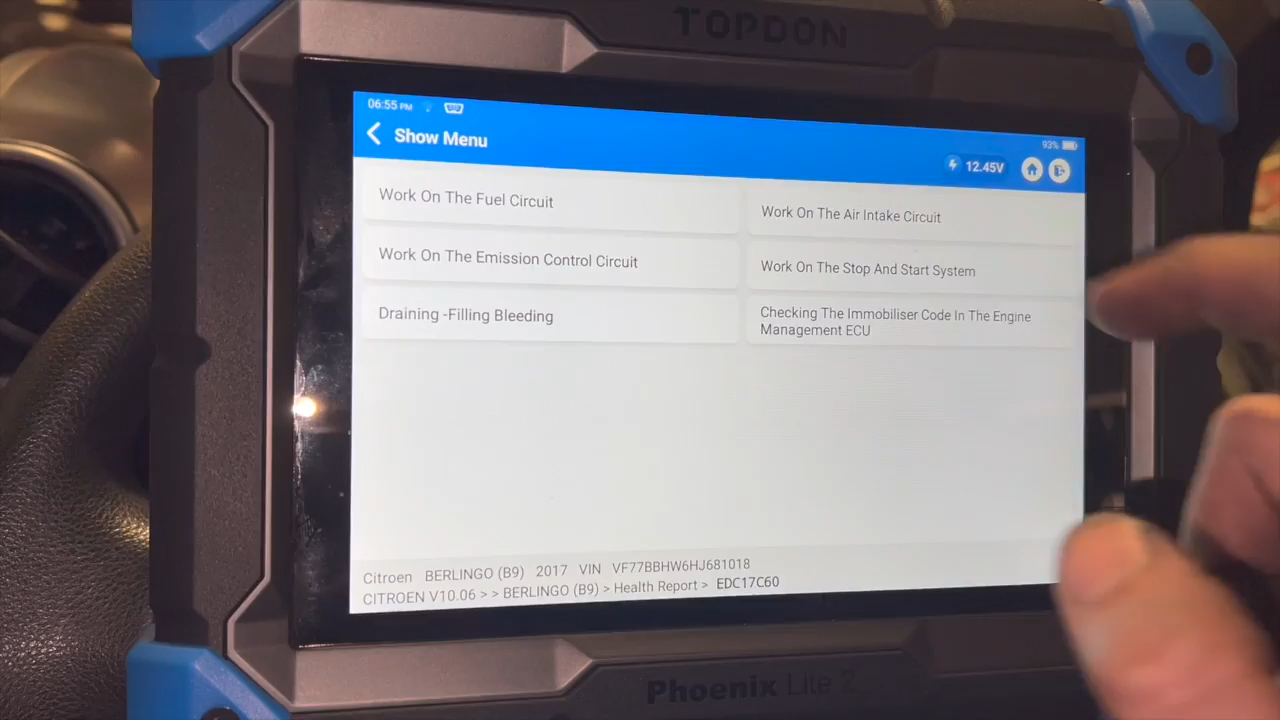 TOPDON
06:55 PM
93%
Show Menu
12.45V
Work On The Fuel Circuit
Work On The Air Intake Circuit
Work On The Emission Control Circuit
Work On The Stop And Start System
Draining -Filling Bleeding
Checking The Immobiliser Code In The Engine
Management ECU
Citroen BERLINGO (B9) 2017 VIN VF77BBHW6HJ681018
CITROEN V10.06 > > BERLINGO (B9) > Health Report > EDC17C60
Phoenix Lite 2